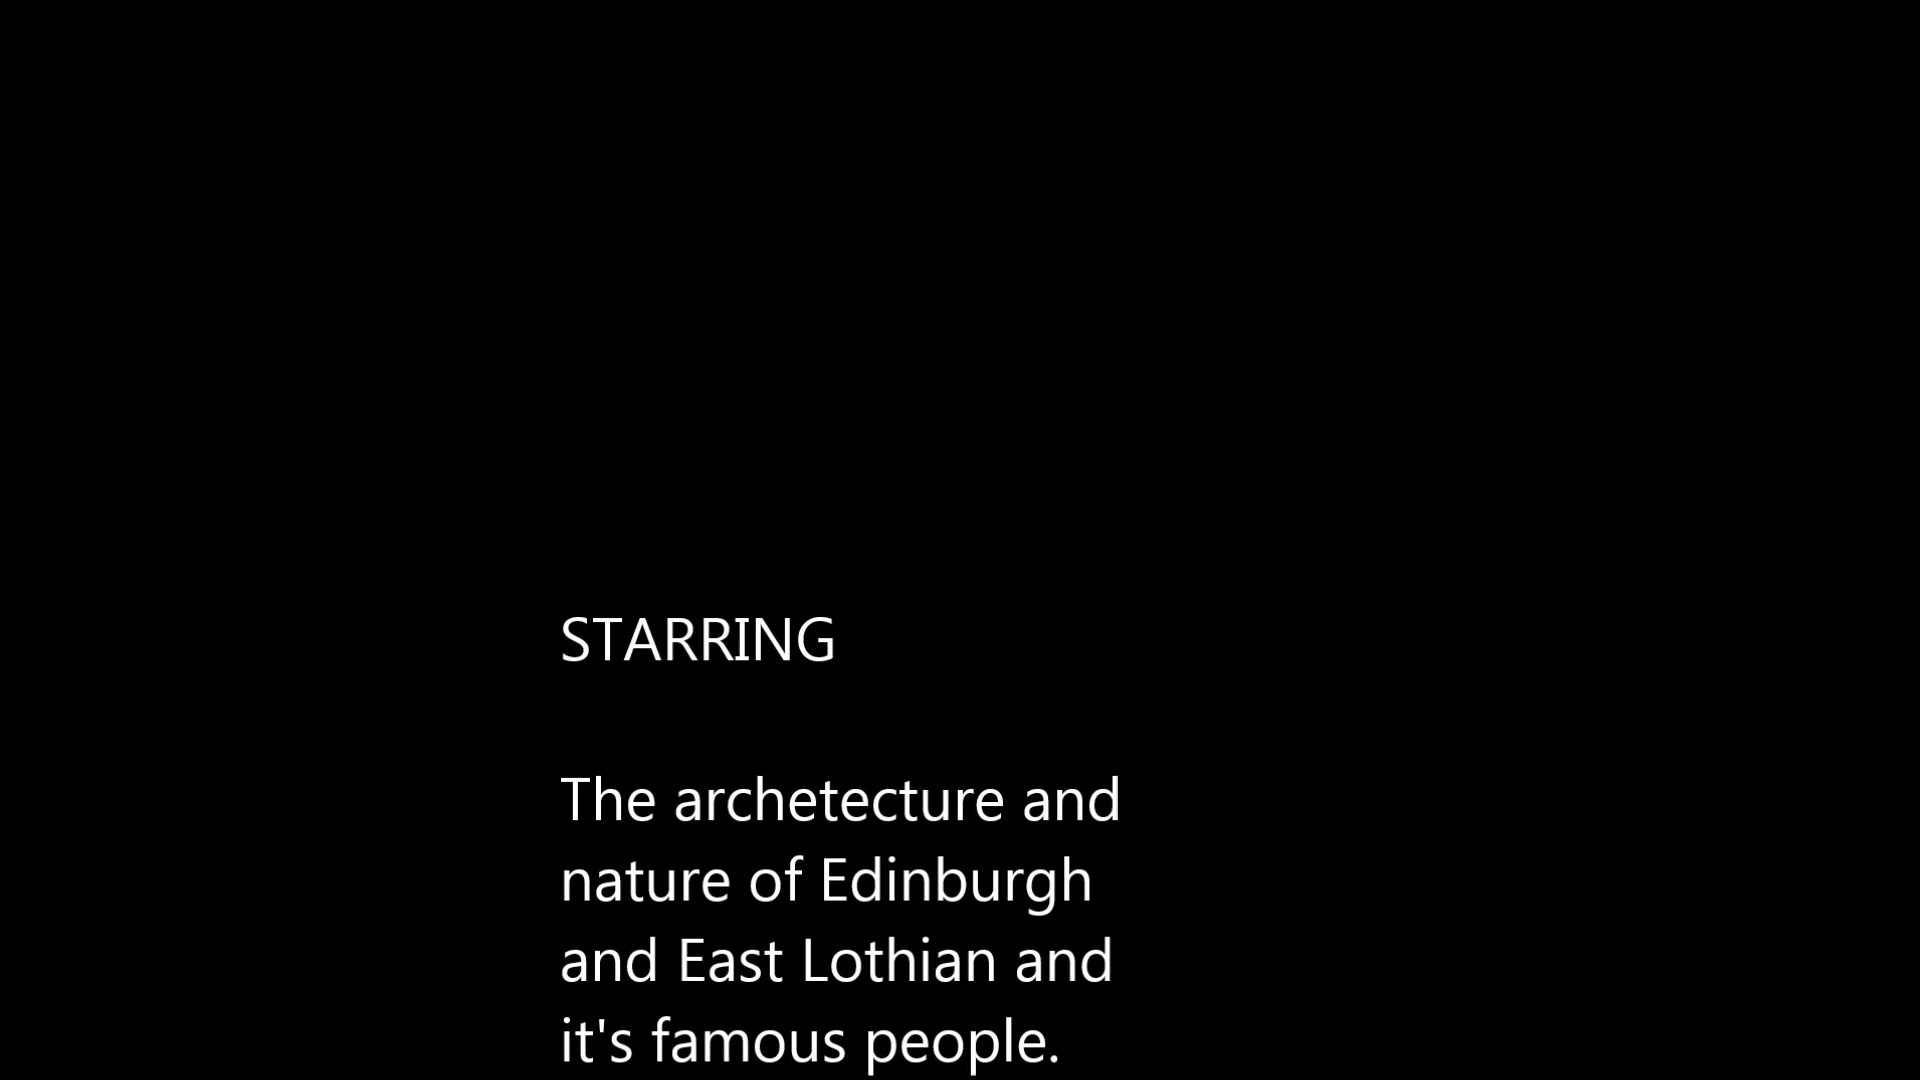 STARRING
The archetecture and
nature of Edinburgh
and East Lothian and
it's famous people.